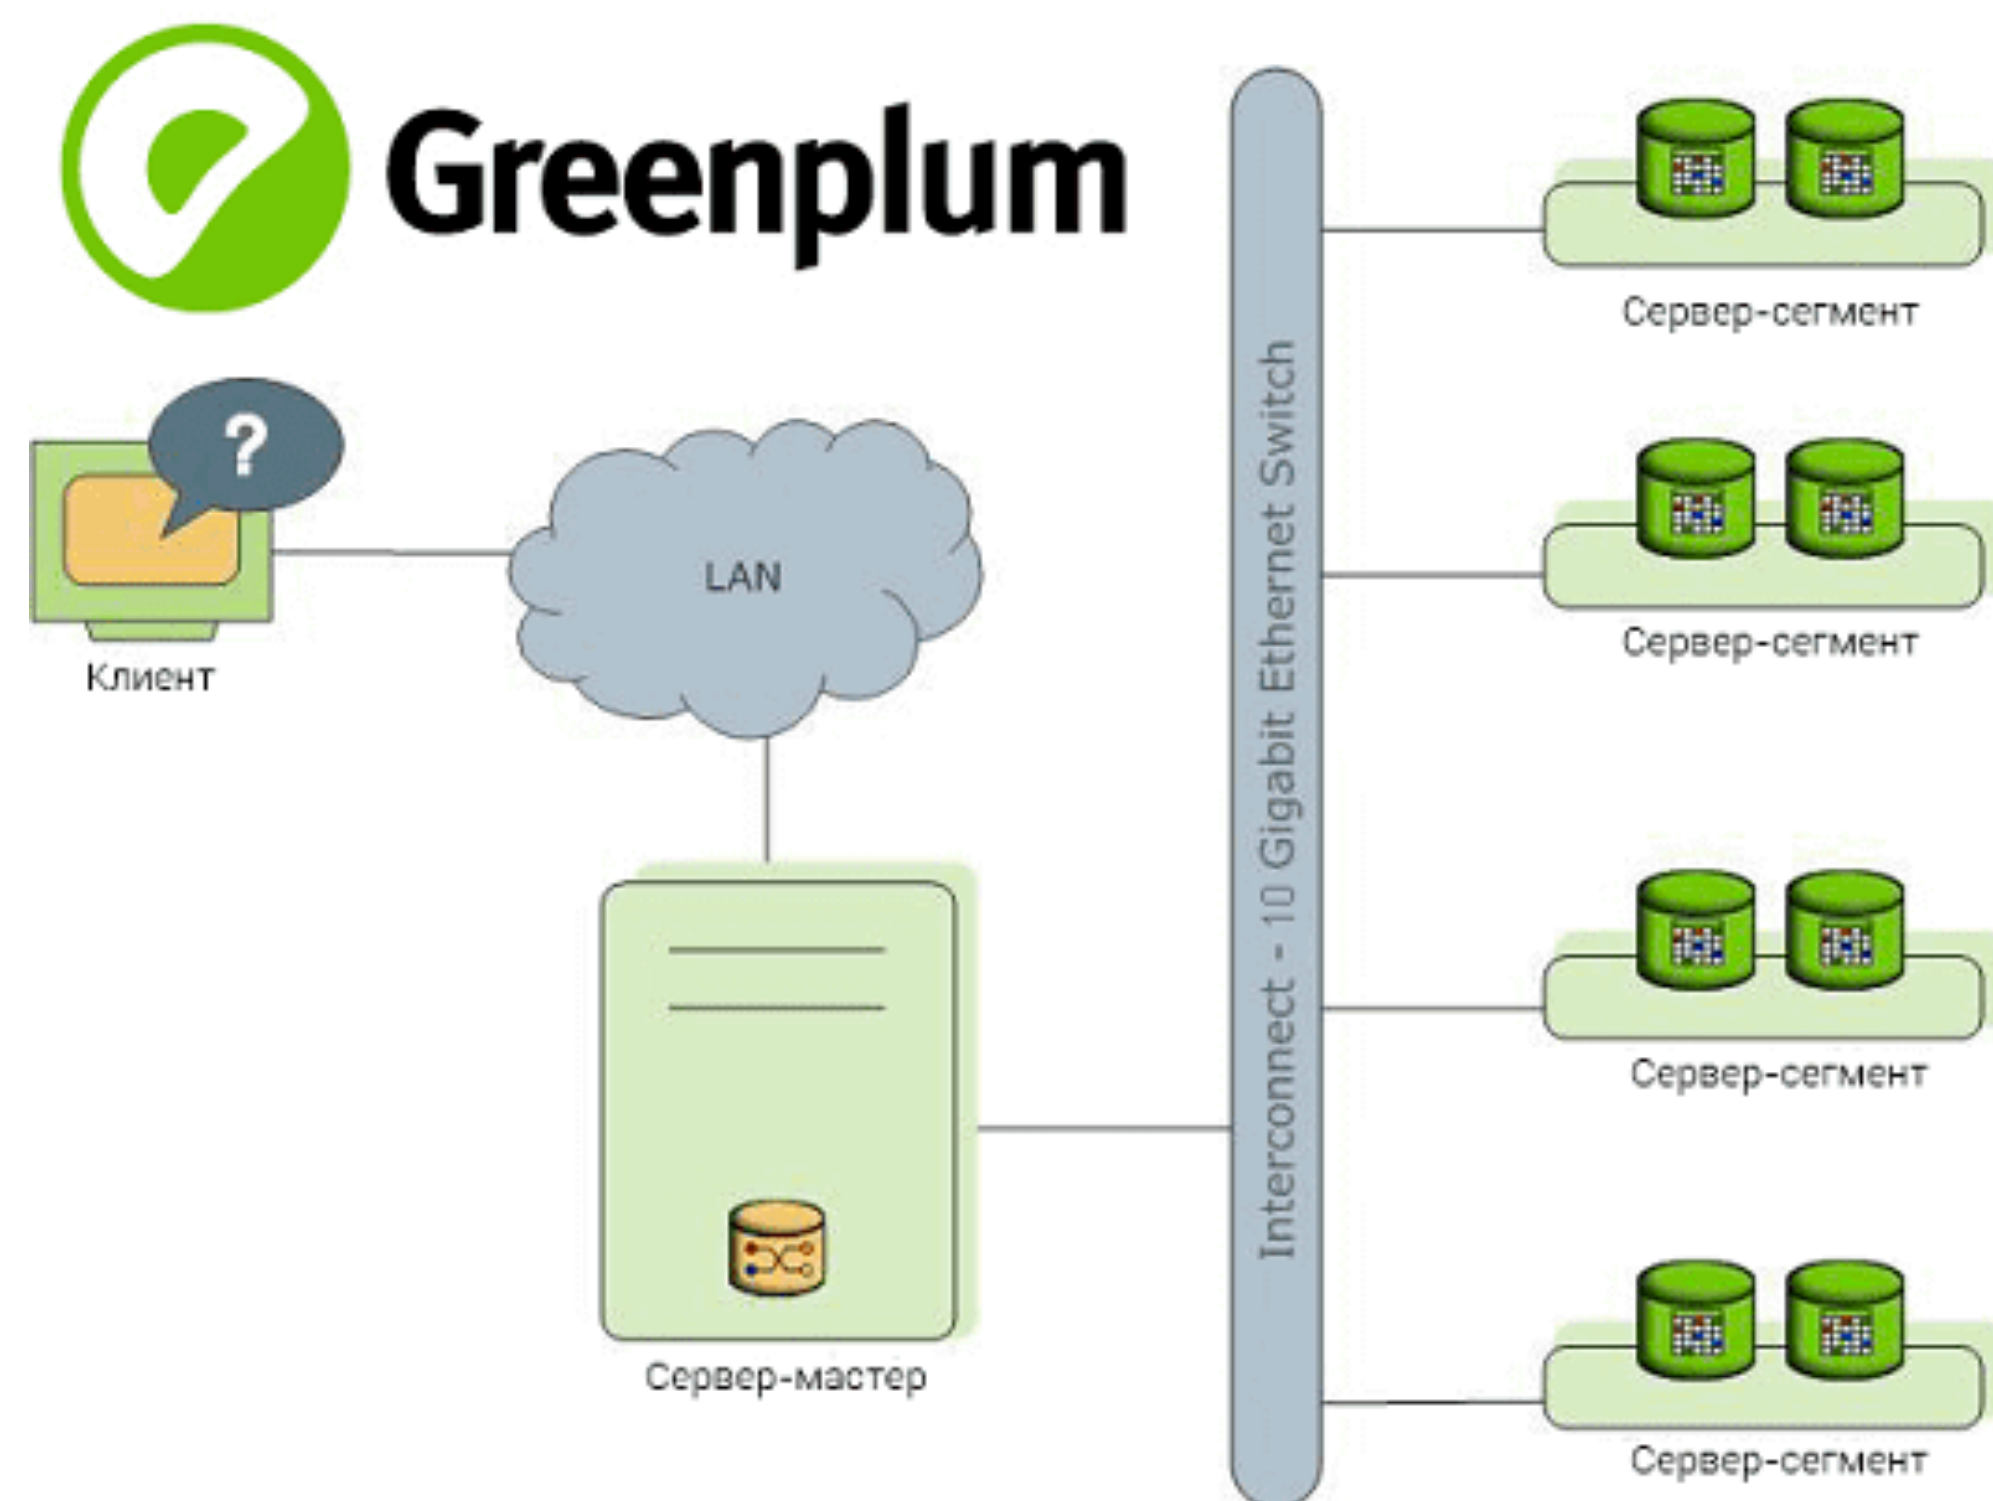 Greenplum
?
Клиент
LAN
Сервер-мастер
Interconnect - 10 Gigabit Ethernet Switch
Сервер-сегмент
Сервер-сегмент
Сервер-сегмент
Сервер-сегмент